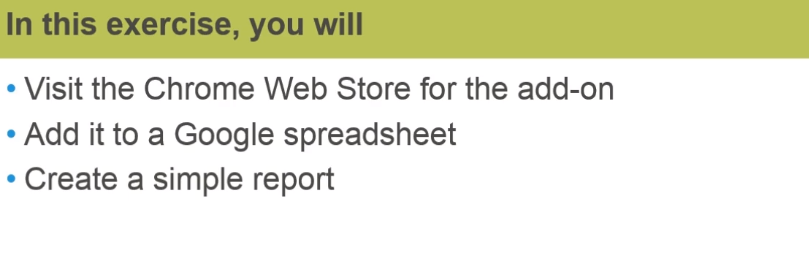 In this exercise, you will
• Visit the Chrome Web Store for the add-on
• Add it to a Google spreadsheet
• Create a simple report